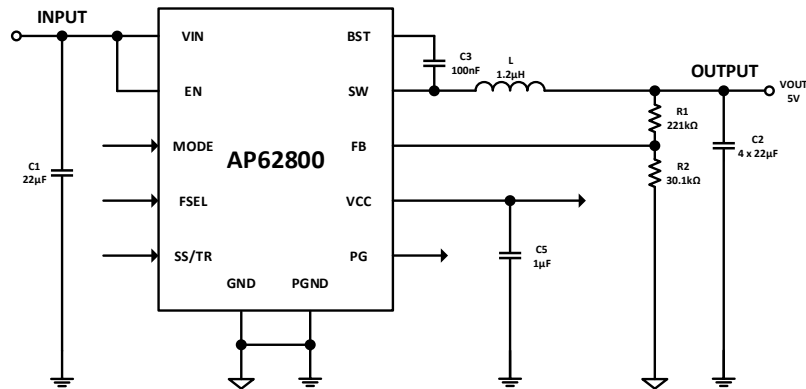 INPUT
VIN
BST
C3
100nF
L
1.2µH
OUTPUT
VOUT
5V
EN
SW
R1
221kΩ
C1
22µF
MODE
AP62800
FB
C2
4 x 22µF
R2
30.1kΩ
FSEL
VCC
SS/TR
PG
C5
1µF
GND
PGND